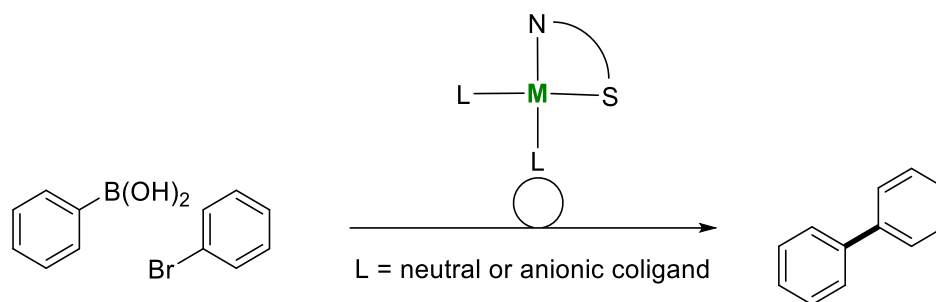 N
L M S
L
B(OH)2
Br
L = neutral or anionic coligand